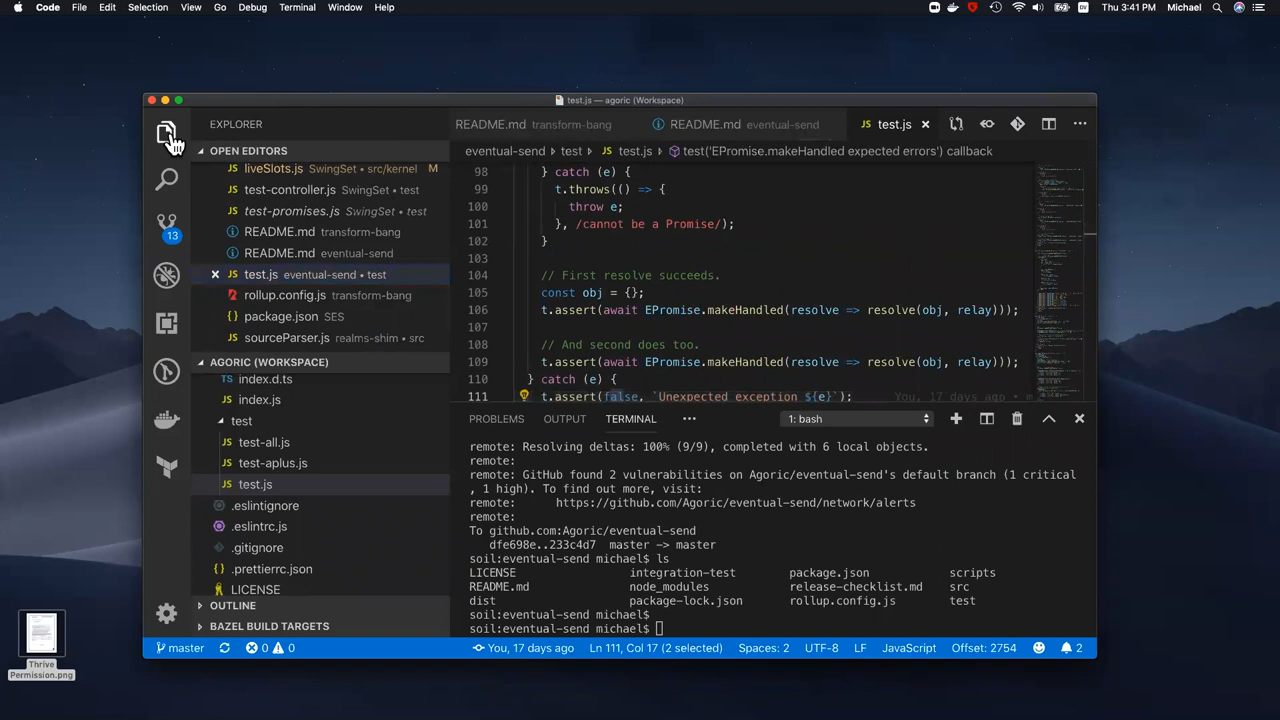 Code File Edit Selection View Go Debug Terminal Window Help DV Thu 3:41 PM Michael
test.js — agoric (Workspace)
EXPLORER
OPEN EDITORS
JS liveSlots.js SwingSet • src/kernel M
JS test-controller.js SwingSet • test
JS test-promises.js SwingSet • test
README.md transform-bang
README.md eventual-send
JS test.js eventual-send • test
rollup.config.js transform-bang
{} package.json SES
JS sourceParser.js realms-shim • src
13
AGORIC (WORKSPACE)
index.d.ts
JS index.js
test
JS test-all.js
JS test-aplus.js
JS test.js
.eslintignore
.eslintrc.js
.gitignore
{} .prettierrc.json
LICENSE
OUTLINE
BAZEL BUILD TARGETS
README.md transform-bang README.md eventual-send JS test.js
eventual-send › test › JS test.js › test('EPromise.makeHandled expected errors') callback
98 } catch (e) {
99 t.throws(() => {
100 throw e;
101 }, /cannot be a Promise/);
102 }
103
104 // First resolve succeeds.
105 const obj = {};
106 t.assert(await EPromise.makeHandled(resolve => resolve(obj, relay)));
107
108 // And second does too.
109 t.assert(await EPromise.makeHandled(resolve => resolve(obj, relay)));
110 } catch (e) {
111 t.assert(false, `Unexpected exception ${e}`); You, 17 days ago • m
PROBLEMS OUTPUT TERMINAL 1: bash
remote: Resolving deltas: 100% (9/9), completed with 6 local objects.
remote:
remote: GitHub found 2 vulnerabilities on Agoric/eventual-send's default branch (1 critical
, 1 high). To find out more, visit:
remote: https://github.com/Agoric/eventual-send/network/alerts
remote:
To github.com:Agoric/eventual-send
dfe698e..233c4d7 master -> master
soil:eventual-send michael$ ls
LICENSE integration-test package.json scripts
README.md node_modules release-checklist.md src
dist package-lock.json rollup.config.js test
soil:eventual-send michael$
soil:eventual-send michael$
master 0 0 You, 17 days ago Ln 111, Col 17 (2 selected) Spaces: 2 UTF-8 LF JavaScript Offset: 2754 2
Thrive
Permission.png